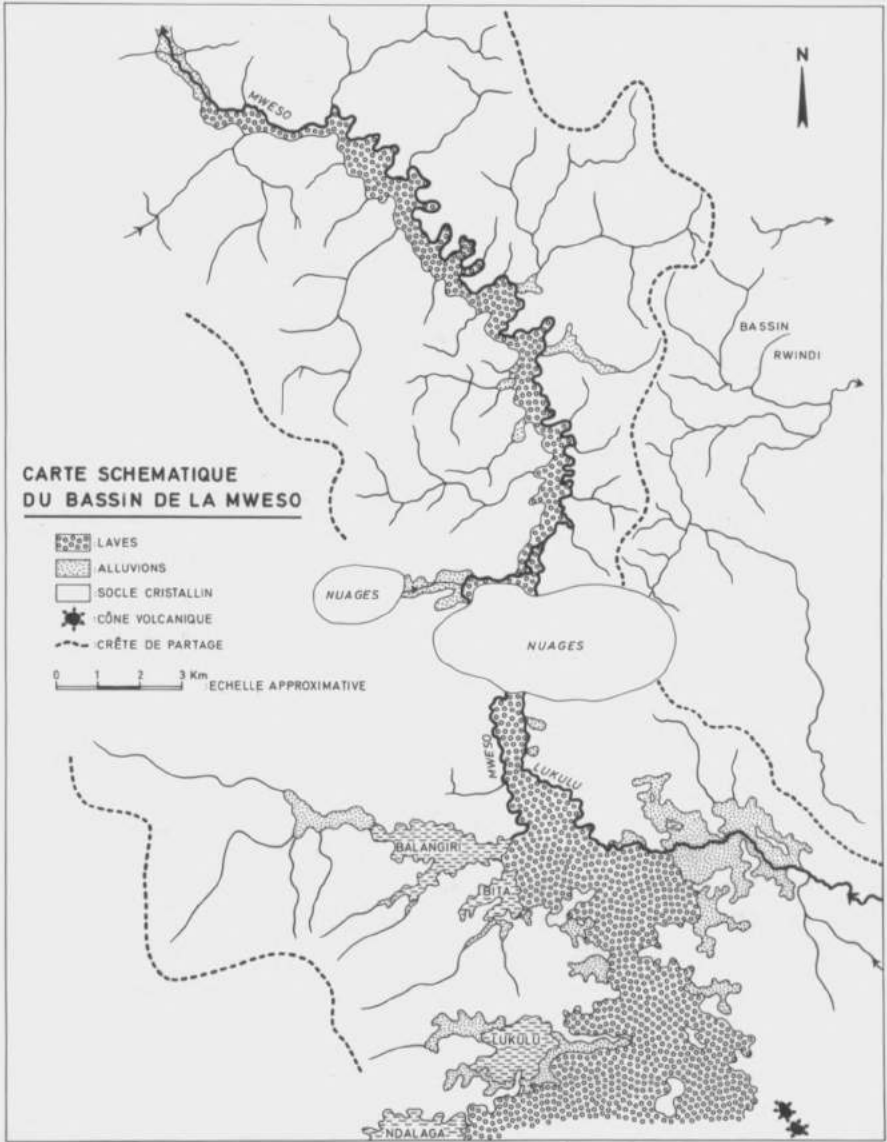 N
MWESO
BASSIN
RWINDI
CARTE SCHEMATIQUE
DU BASSIN DE LA MWESO
LAVES
ALLUVIONS
SOCLE CRISTALLIN
CÔNE VOLCANIQUE
CRÊTE DE PARTAGE
0 1 2 3 Km
ECHELLE APPROXIMATIVE
NUAGES
NUAGES
MWESO
LUKULU
BALANGIRI
BITA
LUKULU
NDALAGA